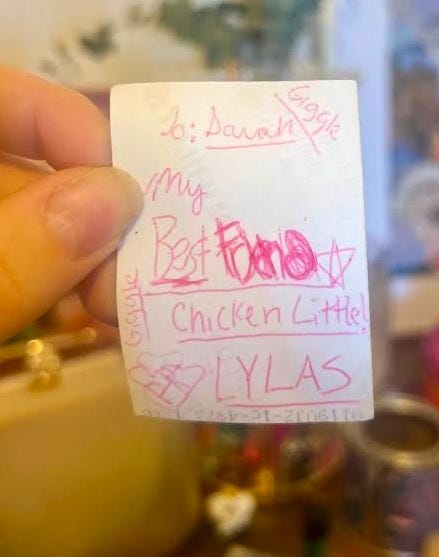 To: Sarah
Giggle
My
Best Friend
Giggle
Chicken Little!
LYLAS